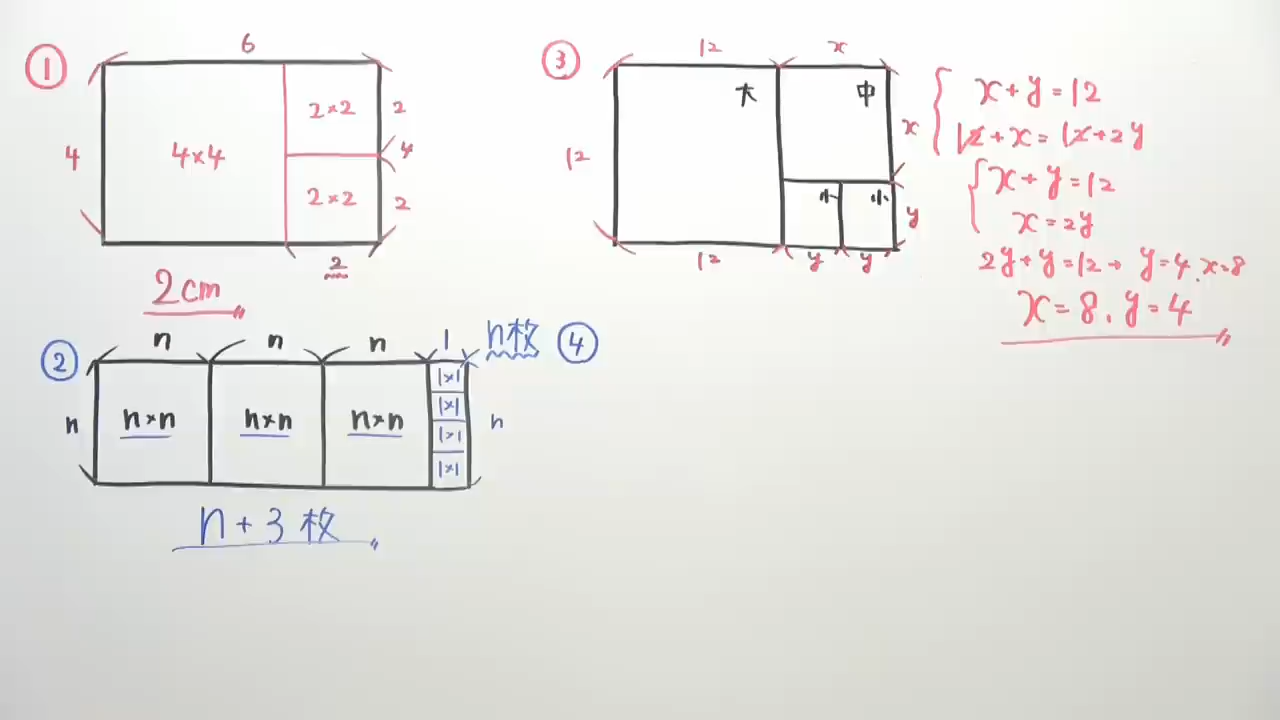 ①
6
4
4×4
2×2
2×2
2
4
2
2
2cm
②
n n n 1 n枚
n
n×n n×n n×n
1×1
1×1
1×1
1×1
n
n+3枚
③
12 x
12
大 中
x
小 小
y
12 y y
x+y=12
12+x=12+2y
x+y=12
x=2y
2y+y=12→ y=4.x=8
x=8, y=4
④